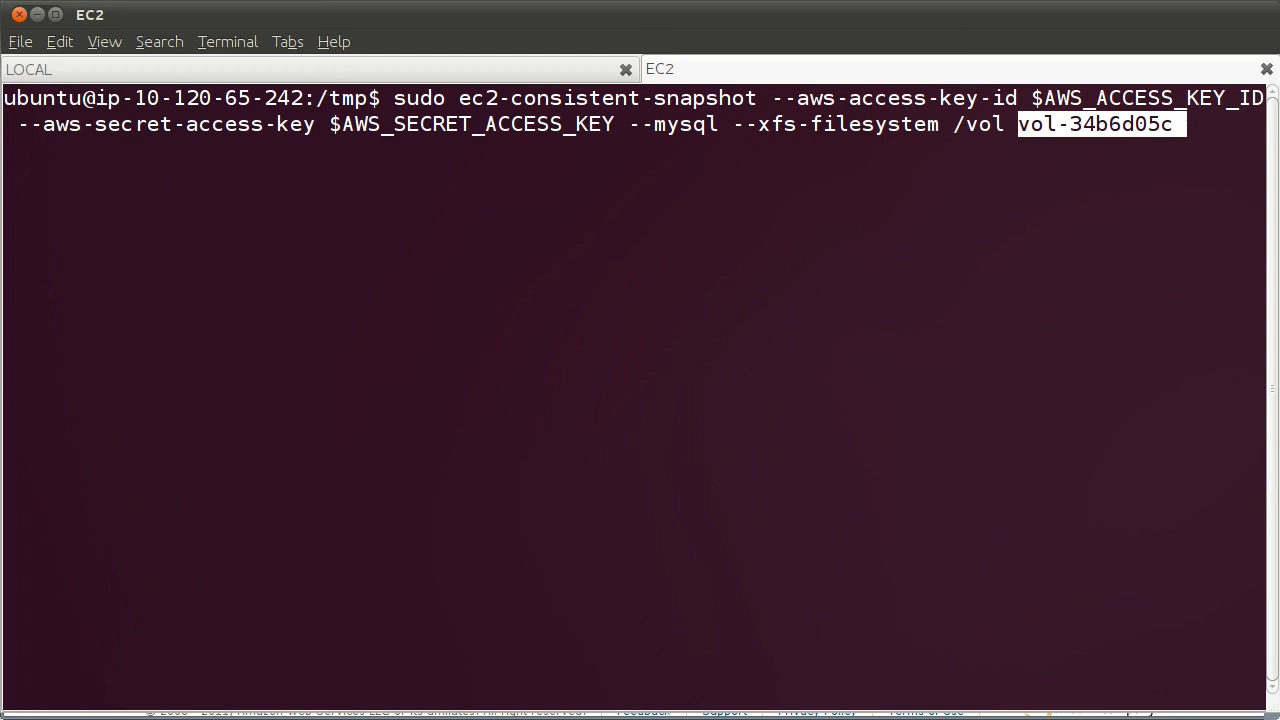 EC2
File Edit View Search Terminal Tabs Help
LOCAL
EC2
ubuntu@ip-10-120-65-242:/tmp$ sudo ec2-consistent-snapshot --aws-access-key-id $AWS_ACCESS_KEY_ID
--aws-secret-access-key $AWS_SECRET_ACCESS_KEY --mysql --xfs-filesystem /vol vol-34b6d05c